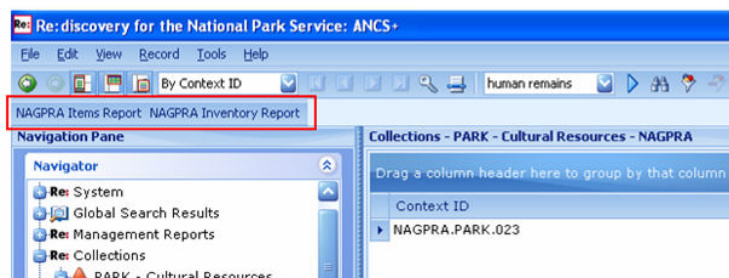 Re: Re:discovery for the National Park Service: ANCS+
File Edit View Record Tools Help
By Context ID human remains
NAGPRA Items Report NAGPRA Inventory Report
Navigation Pane
Collections - PARK - Cultural Resources - NAGPRA
Navigator
Drag a column header here to group by that column
Re: System
Context ID
Global Search Results
NAGPRA.PARK.023
Re: Management Reports
Re: Collections
PARK - Cultural Resources